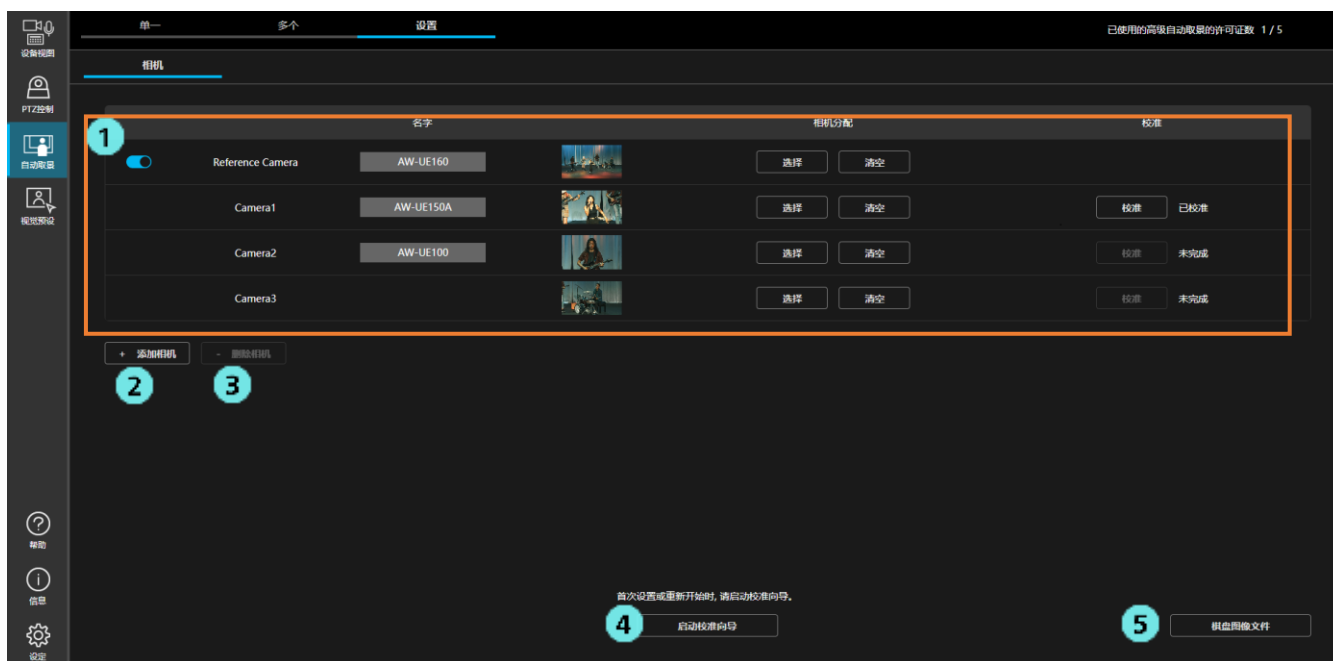 单一 多个 设置 已使用的高级自动取景的许可证数 1 / 5
设备视图
相机
PTZ控制
名字 相机分配 校准
1
自动取景
Reference Camera AW-UE160 选择 清空
视觉预设
Camera1 AW-UE150A 选择 清空 校准 已校准
Camera2 AW-UE100 选择 清空 校准 未完成
Camera3 选择 清空 校准 未完成
+ 添加相机 - 删除相机
2 3
帮助
信息
首次设置或重新开始时, 请启动校准向导。
4 启动校准向导 5 棋盘图像文件
设定